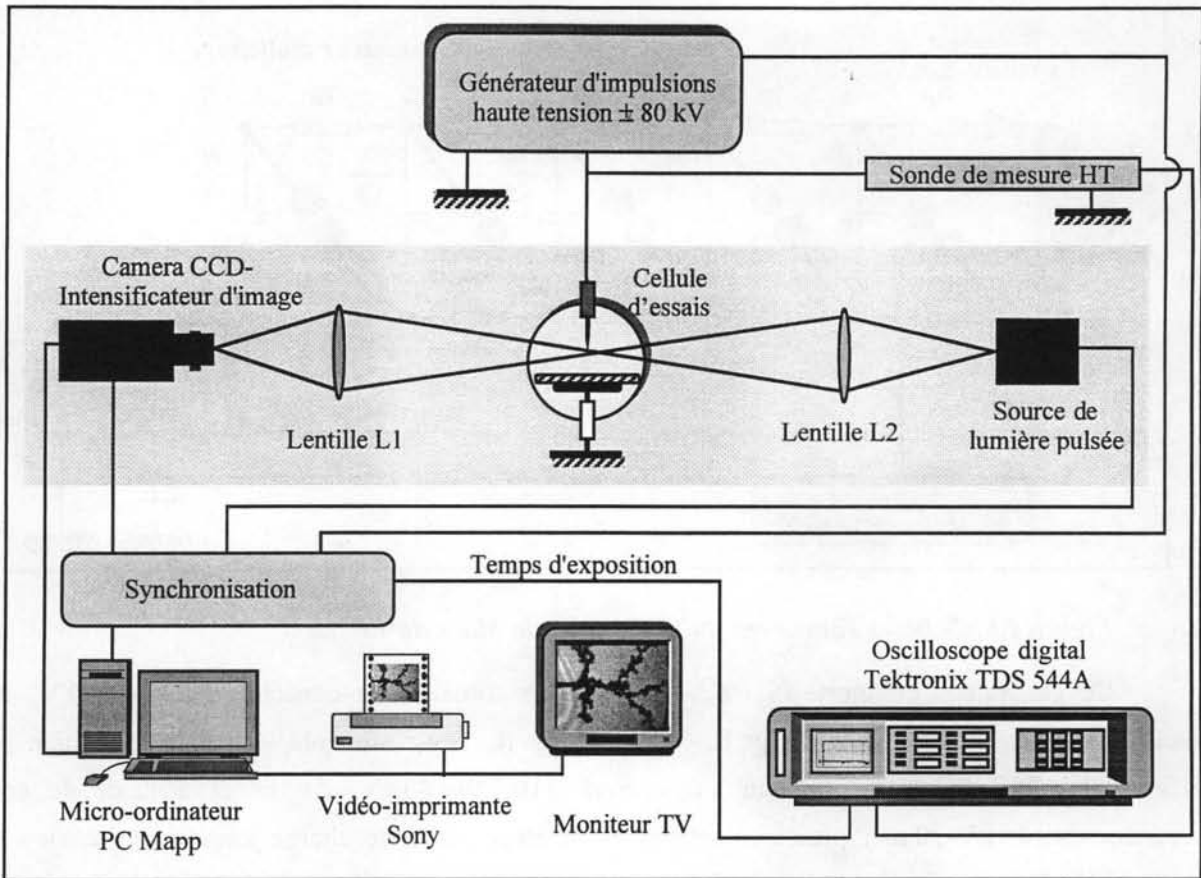 Générateur d'impulsions
haute tension ± 80 kV
Sonde de mesure HT
Camera CCD-
Intensificateur d'image
Cellule
d'essais
Lentille L1
Lentille L2
Source de
lumière pulsée
Synchronisation
Temps d'exposition
Oscilloscope digital
Tektronix TDS 544A
Micro-ordinateur
PC Mapp
Vidéo-imprimante
Sony
Moniteur TV